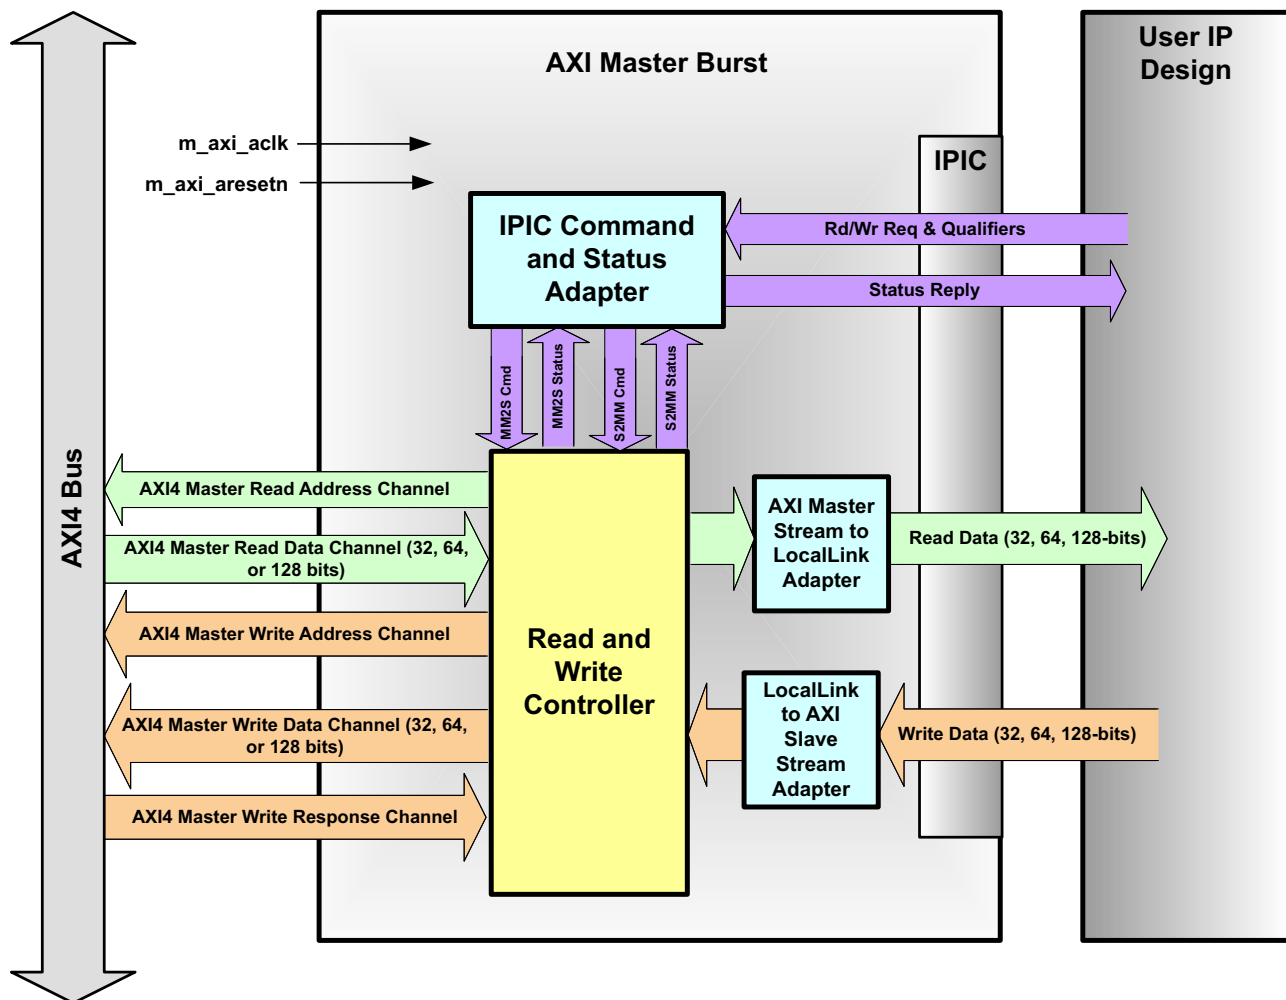 AXI Master Burst
User IP
Design
m_axi_aclk
m_axi_aresetn
IPIC
IPIC Command
and Status
Adapter
Rd/Wr Req & Qualifiers
Status Reply
MM2S Cmd
MM2S Status
S2MM Cmd
S2MM Status
AXI4 Bus
AXI4 Master Read Address Channel
AXI4 Master Read Data Channel (32, 64,
or 128 bits)
AXI4 Master Write Address Channel
AXI4 Master Write Data Channel (32, 64,
or 128 bits)
AXI4 Master Write Response Channel
Read and
Write
Controller
AXI Master
Stream to
LocalLink
Adapter
Read Data (32, 64, 128-bits)
LocalLink
to AXI
Slave
Stream
Adapter
Write Data (32, 64, 128-bits)